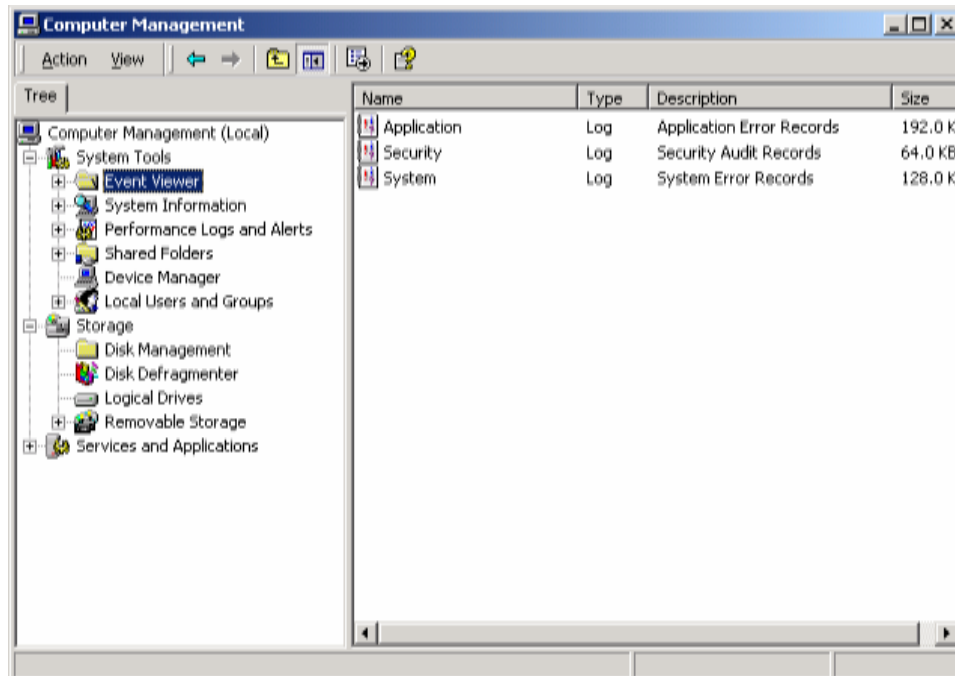 Computer Management
Action View
Tree
Computer Management (Local)
System Tools
Event Viewer
System Information
Performance Logs and Alerts
Shared Folders
Device Manager
Local Users and Groups
Storage
Disk Management
Disk Defragmenter
Logical Drives
Removable Storage
Services and Applications
Name Type Description Size
Application Log Application Error Records 192.0 K
Security Log Security Audit Records 64.0 KB
System Log System Error Records 128.0 K